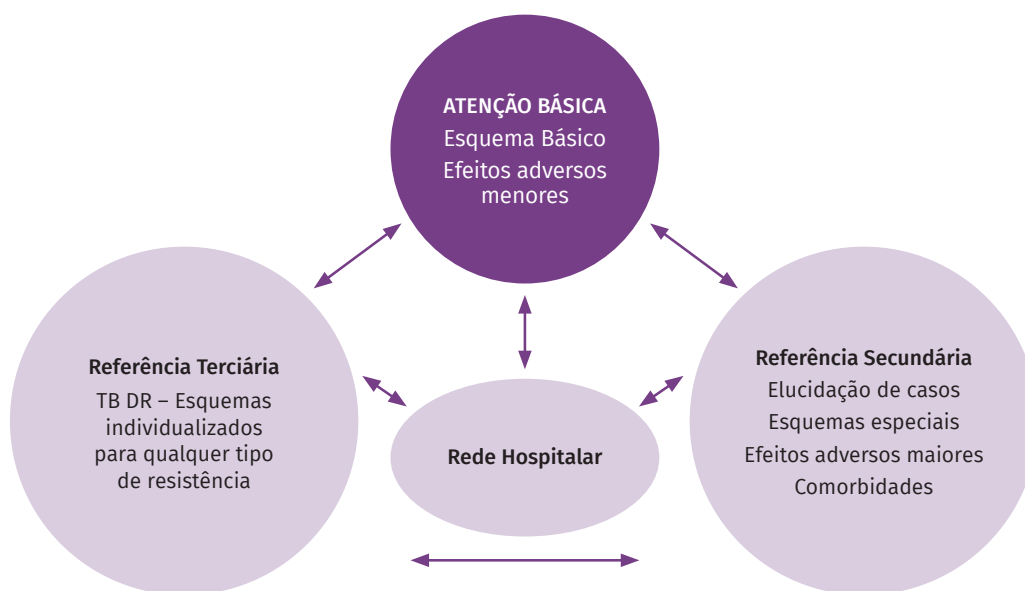 ATENÇÃO BÁSICA
Esquema Básico
Efeitos adversos
menores
Referência Terciária
TB DR – Esquemas
individualizados
para qualquer tipo
de resistência
Rede Hospitalar
Referência Secundária
Elucidação de casos
Esquemas especiais
Efeitos adversos maiores
Comorbidades